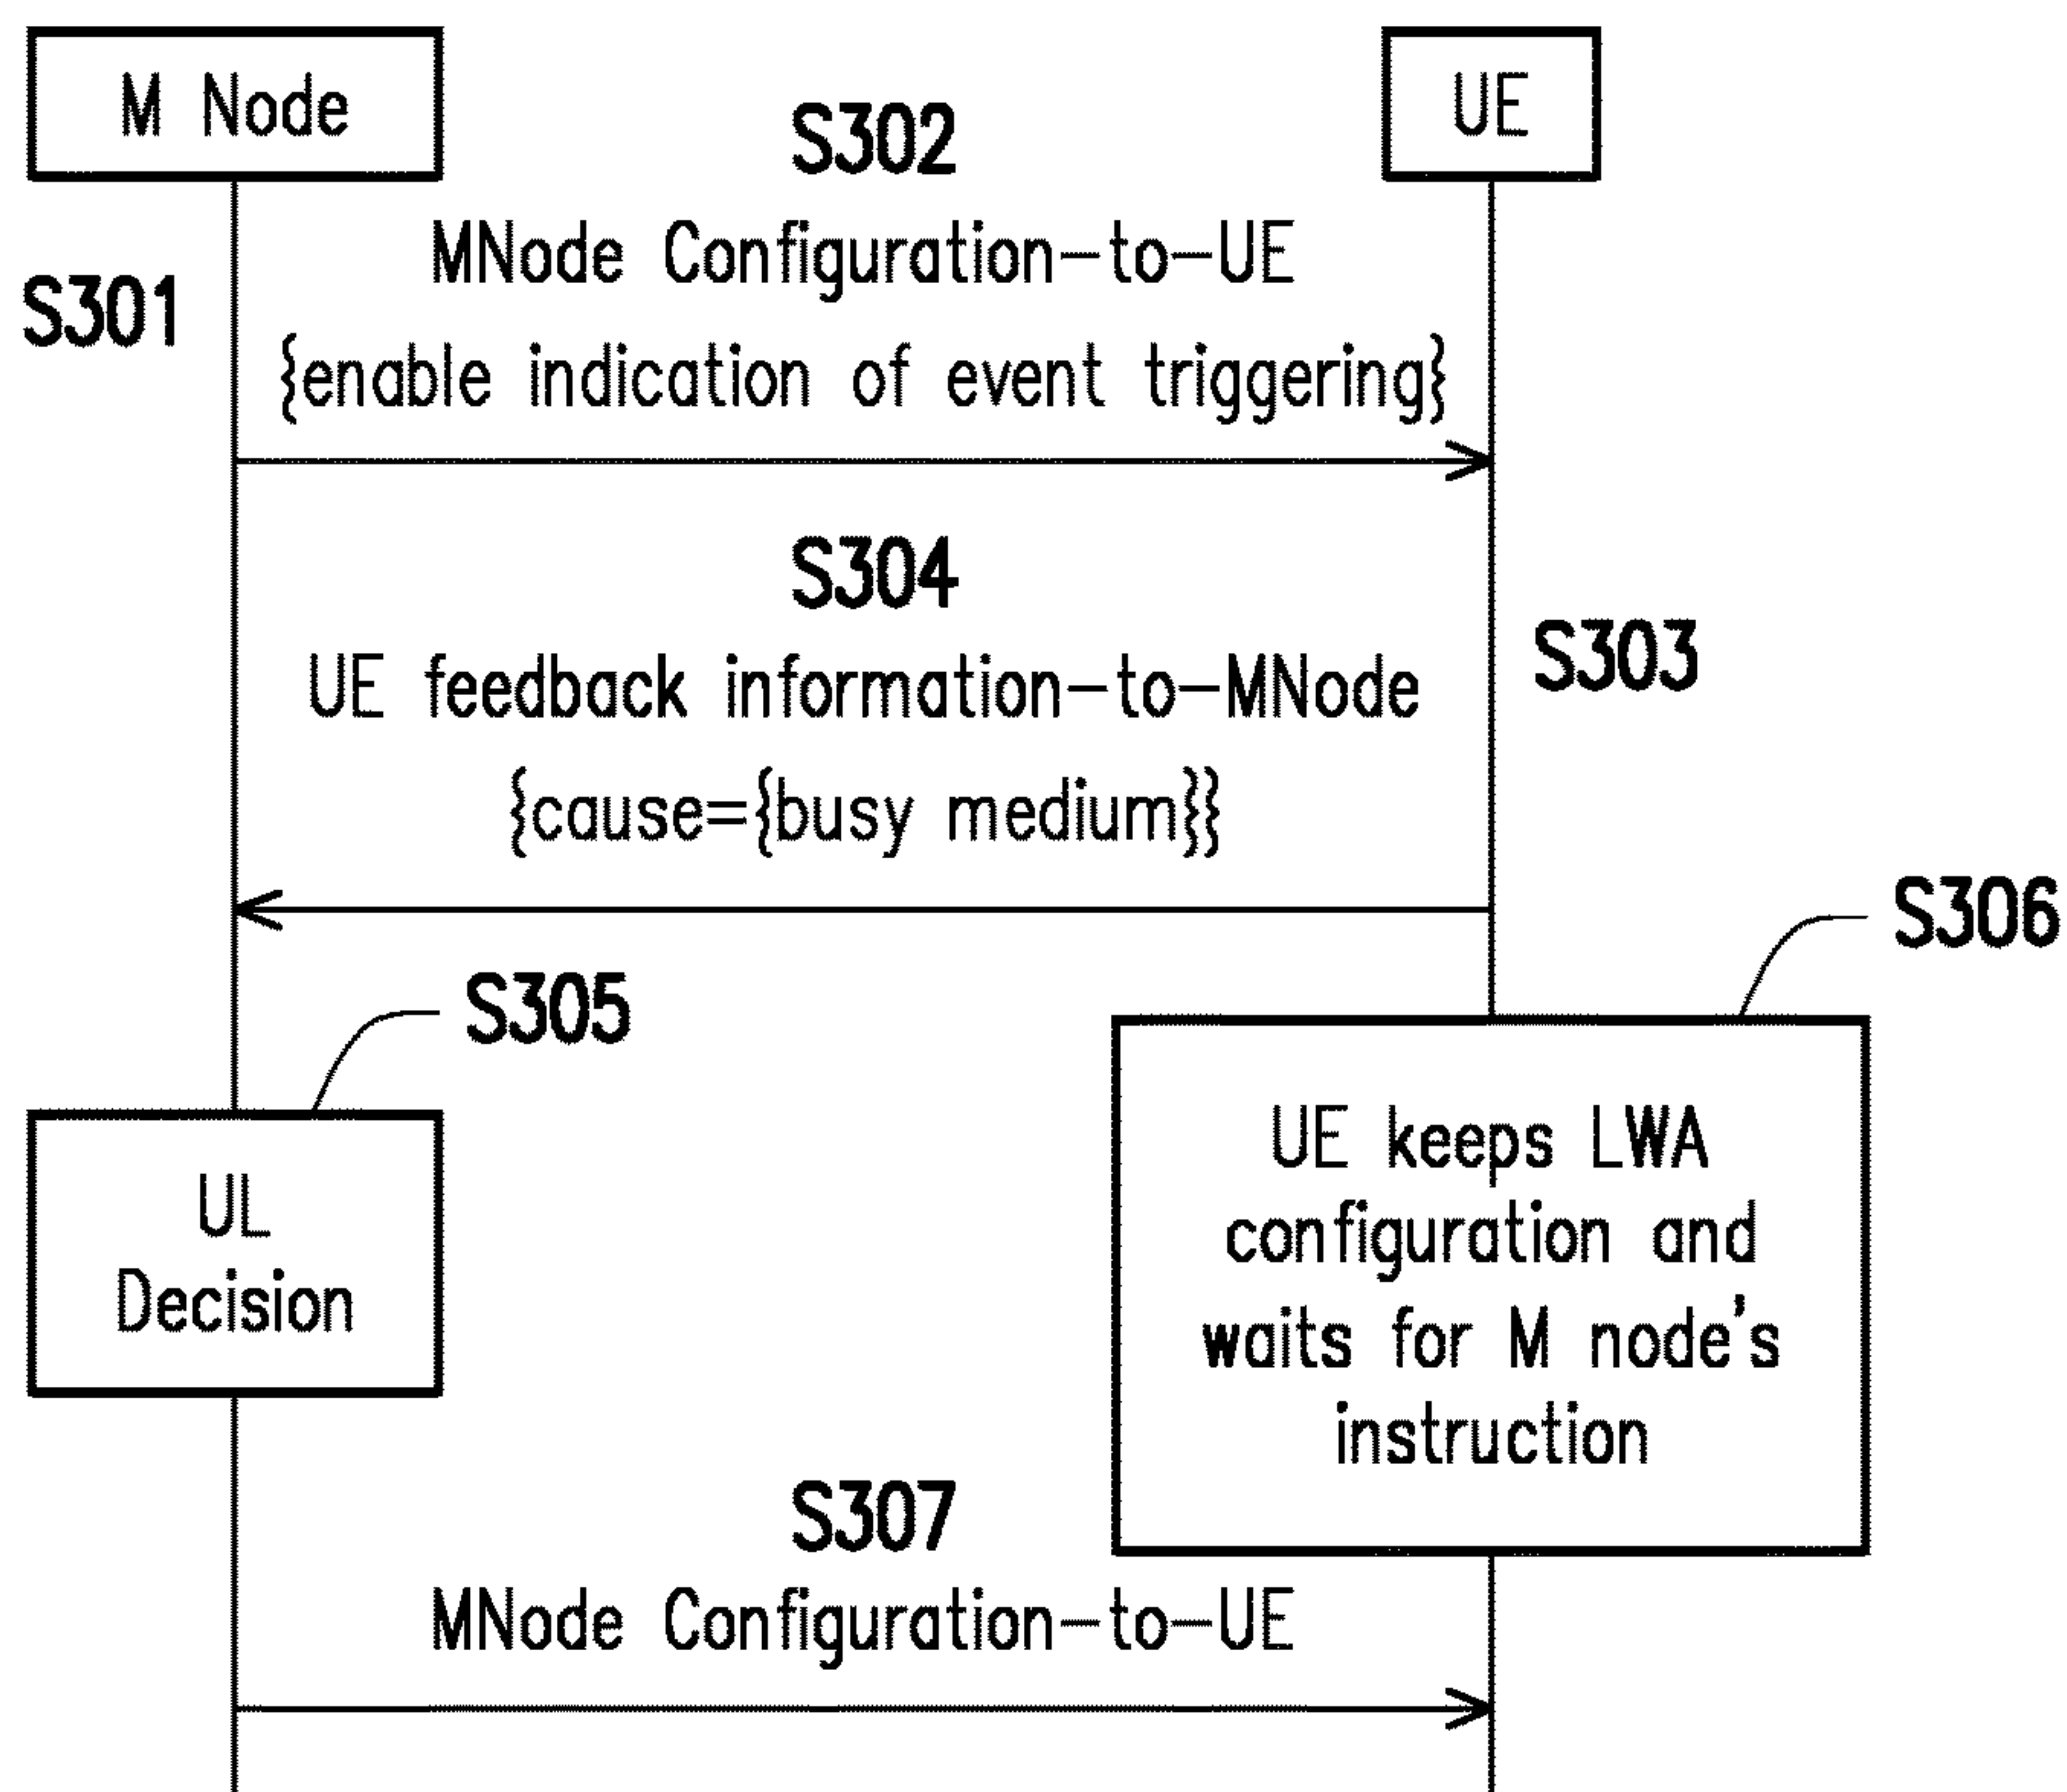 M Node
UE
S302
MNode Configuration-to-UE
{enable indication of event triggering}
S301
S304
UE feedback information-to-MNode
{cause={busy medium}}
S303
S306
S305
UL
Decision
UE keeps LWA
configuration and
waits for M node's
instruction
S307
MNode Configuration-to-UE